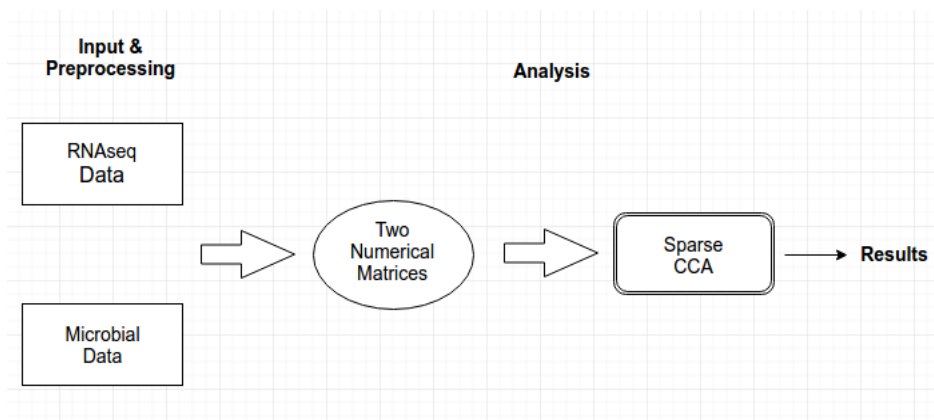 Input &
Preprocessing
Analysis
RNAseq
Data
Two
Numerical
Matrices
Sparse
CCA
Results
Microbial
Data